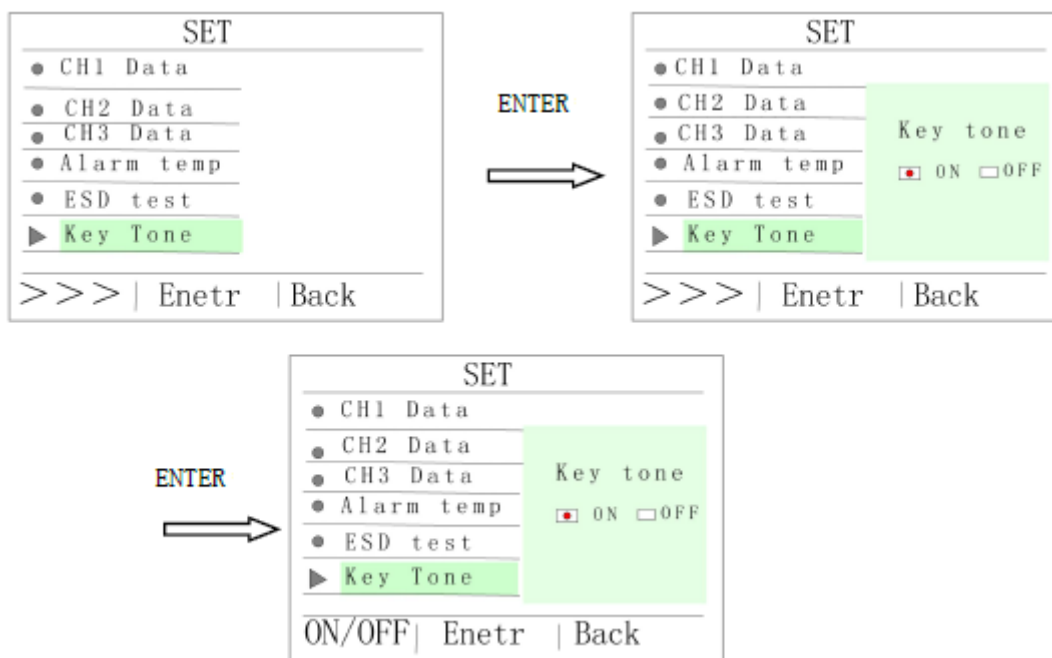 SET
CH1 Data
CH2 Data
CH3 Data
Alarm temp
ESD test
Key Tone
>>>| Enetr |Back
ENTER
SET
CH1 Data
CH2 Data
CH3 Data
Alarm temp
ESD test
Key Tone
Key tone
ON OFF
>>>| Enetr |Back
ENTER
SET
CH1 Data
CH2 Data
CH3 Data
Alarm temp
ESD test
Key Tone
Key tone
ON OFF
ON/OFF| Enetr |Back